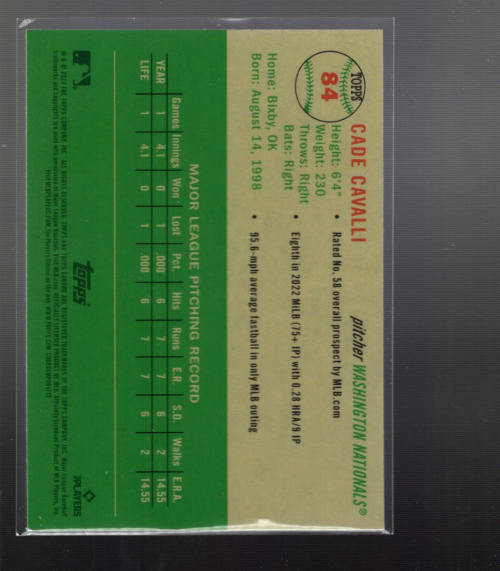 TOPPS
84
CADE CAVALLI
pitcher WASHINGTON NATIONALS®
Height: 6'4"
Weight: 230
Throws: Right
Bats: Right
Home: Bixby, OK
Born: August 14, 1998
• Rated No. 58 overall prospect by MLB.com
• Eighth in 2022 MiLB (75+ IP) with 0.28 HRA/9 IP
• 95.6-mph average fastball in only MLB outing
MAJOR LEAGUE PITCHING RECORD
Games Innings Won Lost Pct. Hits Runs E.R. S.O. Walks E.R.A.
YEAR 1 4.1 0 1 .000 6 7 7 6 2 14.55
LIFE 1 4.1 0 1 .000 6 7 7 6 2 14.55
topps
PLAYERS